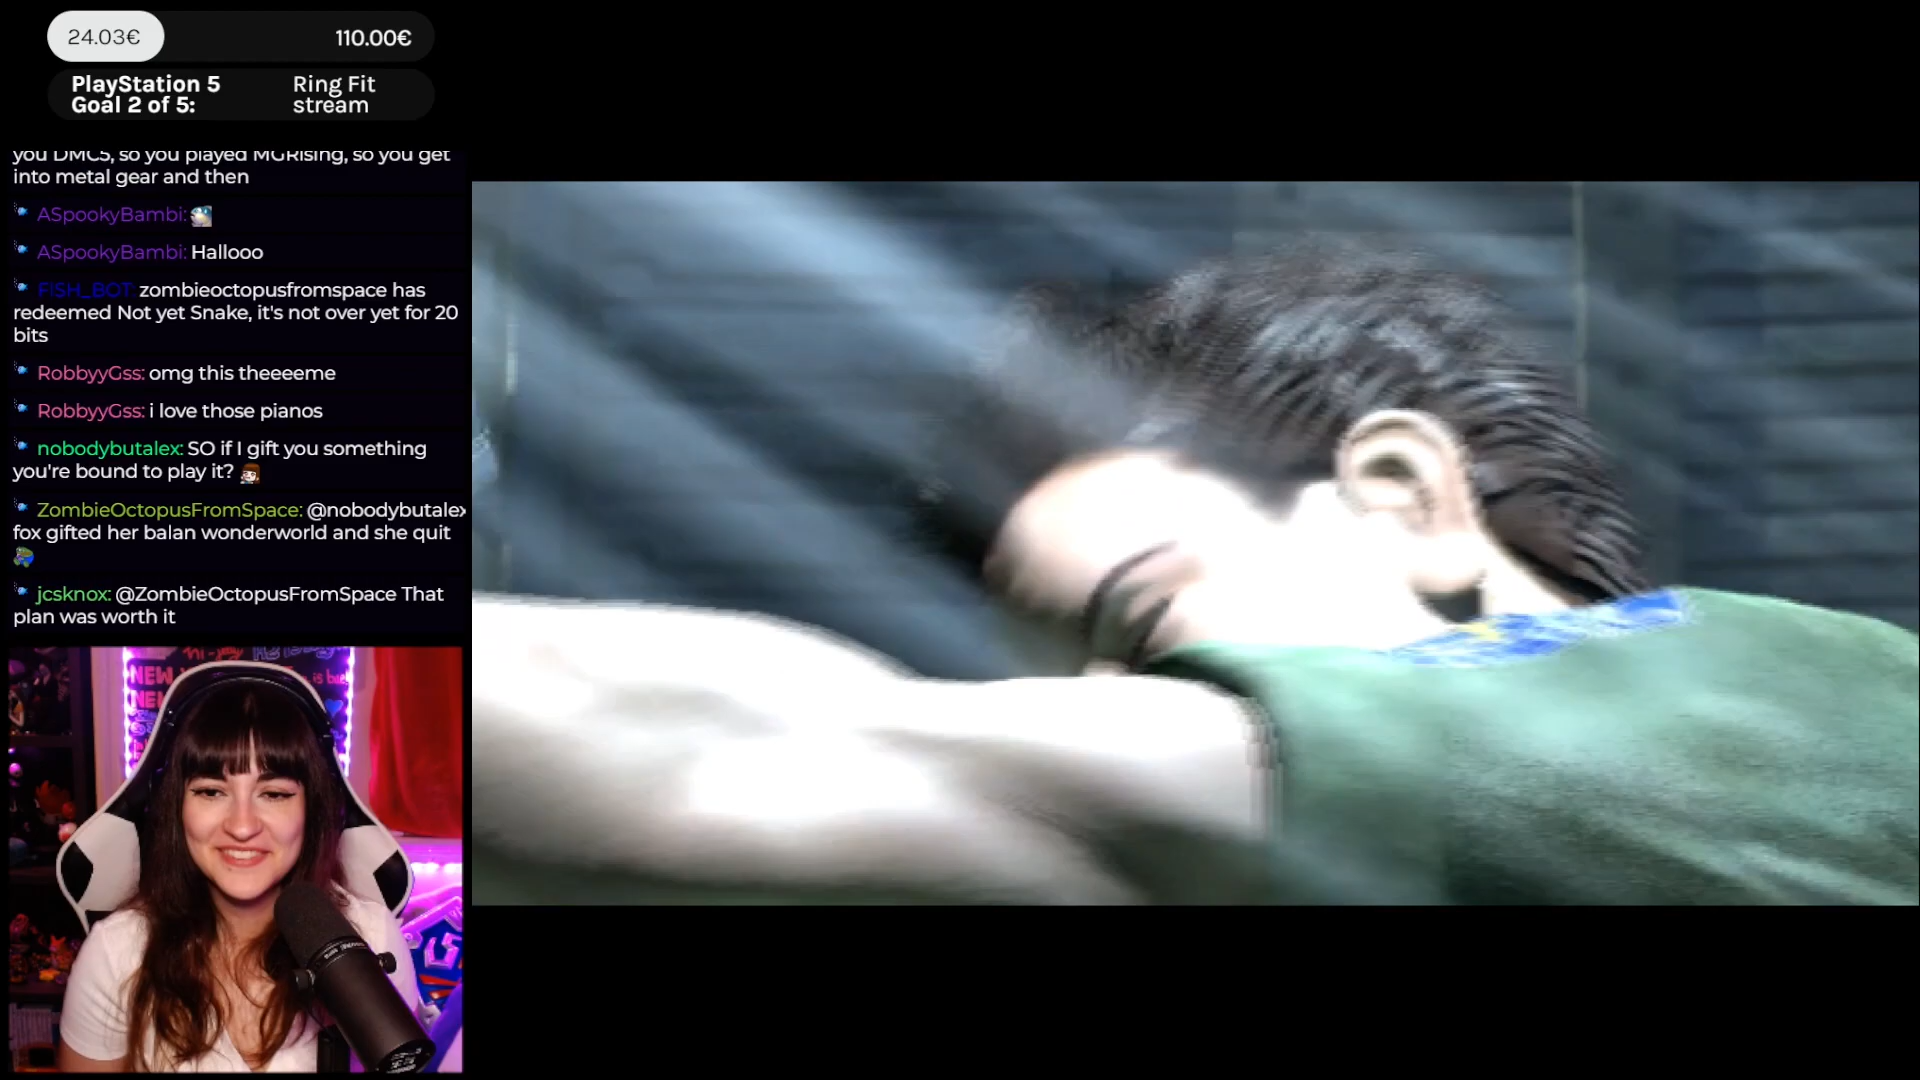 24.03€ 110.00€
PlayStation 5 Ring Fit
Goal 2 of 5: stream
you DMC5, so you played MGRising, so you get
into metal gear and then
ASpookyBambi:
ASpookyBambi: Hallooo
FISH_BOT: zombieoctopusfromspace has
redeemed Not yet Snake, it's not over yet for 20
bits
RobbyyGss: omg this theeeeme
RobbyyGss: i love those pianos
nobodybutalex: SO if I gift you something
you're bound to play it?
ZombieOctopusFromSpace: @nobodybutalex
fox gifted her balan wonderworld and she quit
jcsknox: @ZombieOctopusFromSpace That
plan was worth it